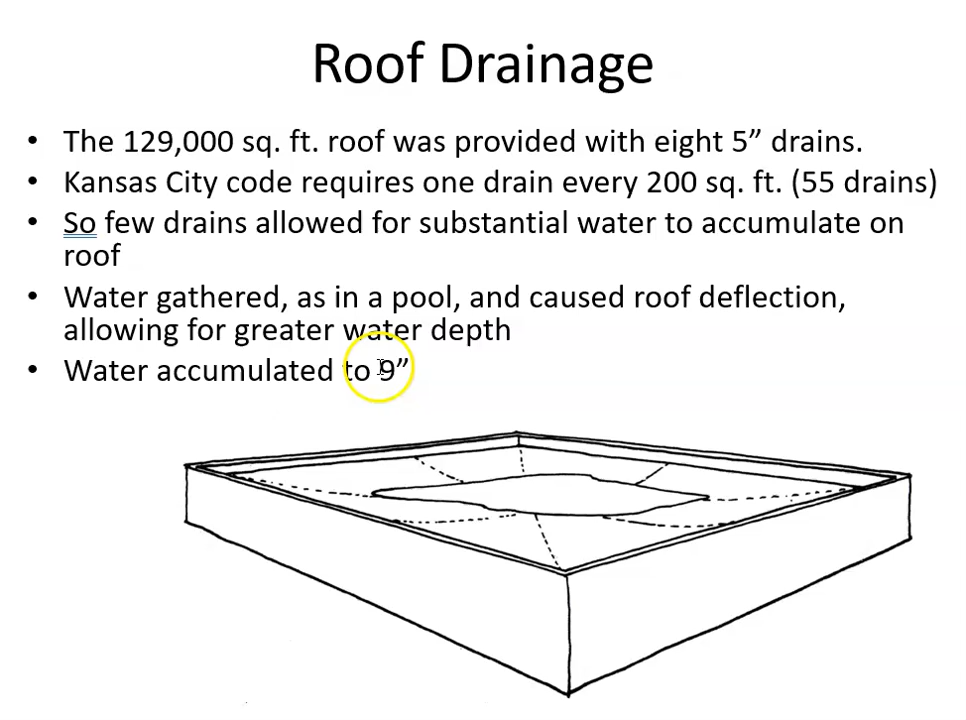 Roof Drainage
• The 129,000 sq. ft. roof was provided with eight 5” drains.
• Kansas City code requires one drain every 200 sq. ft. (55 drains)
• So few drains allowed for substantial water to accumulate on
roof
• Water gathered, as in a pool, and caused roof deflection,
allowing for greater water depth
• Water accumulated to 9”